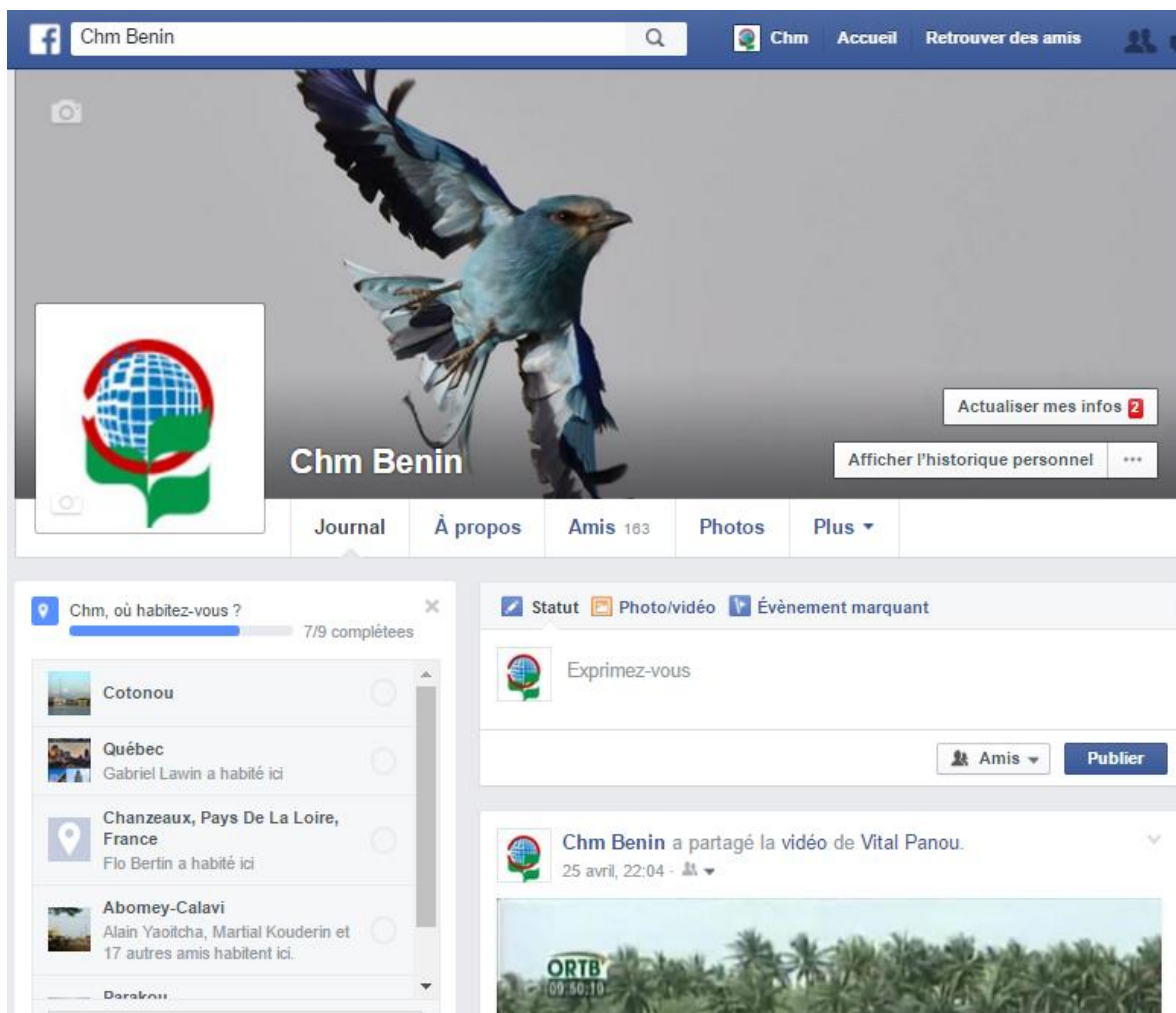 Chm Benin
Chm Accueil Retrouver des amis
Actualiser mes infos 2
Chm Benin
Afficher l'historique personnel ...
Journal À propos Amis 163 Photos Plus
Chm, où habitez-vous ?
7/9 complétees
Cotonou
Québec
Gabriel Lawin a habité ici
Chanzeaux, Pays De La Loire,
France
Flo Bertin a habité ici
Abomey-Calavi
Alain Yaoitcha, Martial Kouderin et
17 autres amis habitent ici.
Parakou
Statut Photo/vidéo Évènement marquant
Exprimez-vous
Amis Publier
Chm Benin a partagé la vidéo de Vital Panou.
25 avril, 22:04
ORTB
09:50:10